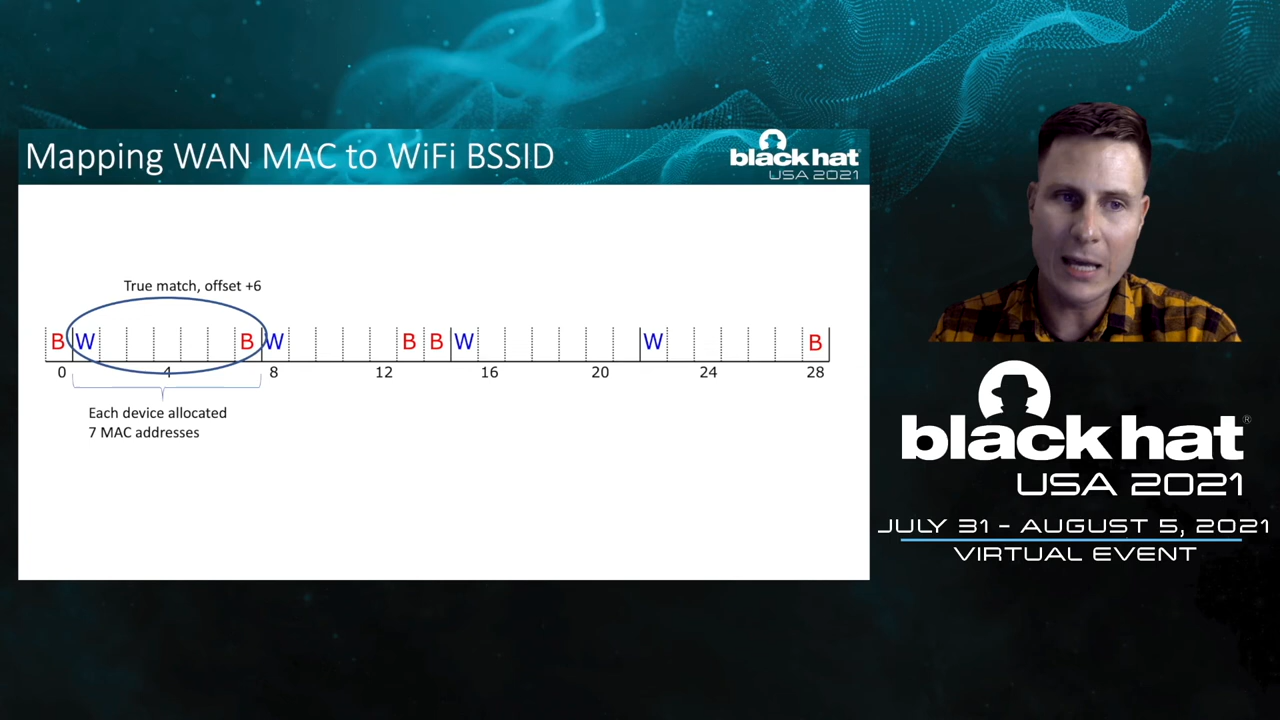 Mapping WAN MAC to WiFi BSSID
black hat®
USA 2021
True match, offset +6
B W B W B B W W B
0 4 8 12 16 20 24 28
Each device allocated
7 MAC addresses
black hat®
USA 2021
JULY 31 - AUGUST 5, 2021
VIRTUAL EVENT